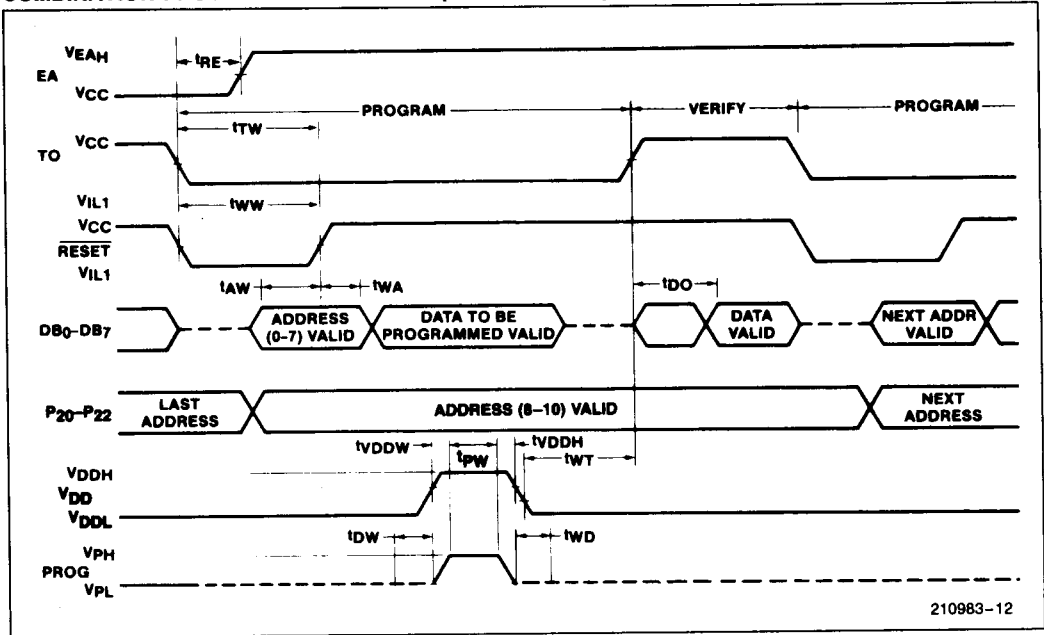 VEAH
EA
VCC
tRE
PROGRAM
VERIFY
PROGRAM
tTW
VCC
TO
VIL1
tWW
VCC
RESET
VIL1
tAW
tWA
tDO
DB0–DB7
ADDRESS
(0–7) VALID
DATA TO BE
PROGRAMMED VALID
DATA
VALID
NEXT ADDR
VALID
P20–P22
LAST
ADDRESS
ADDRESS (8–10) VALID
NEXT
ADDRESS
tVDDW
tPW
tVDDH
tWT
VDDH
VDD
VDDL
tDW
tWD
VPH
PROG
VPL
210983–12